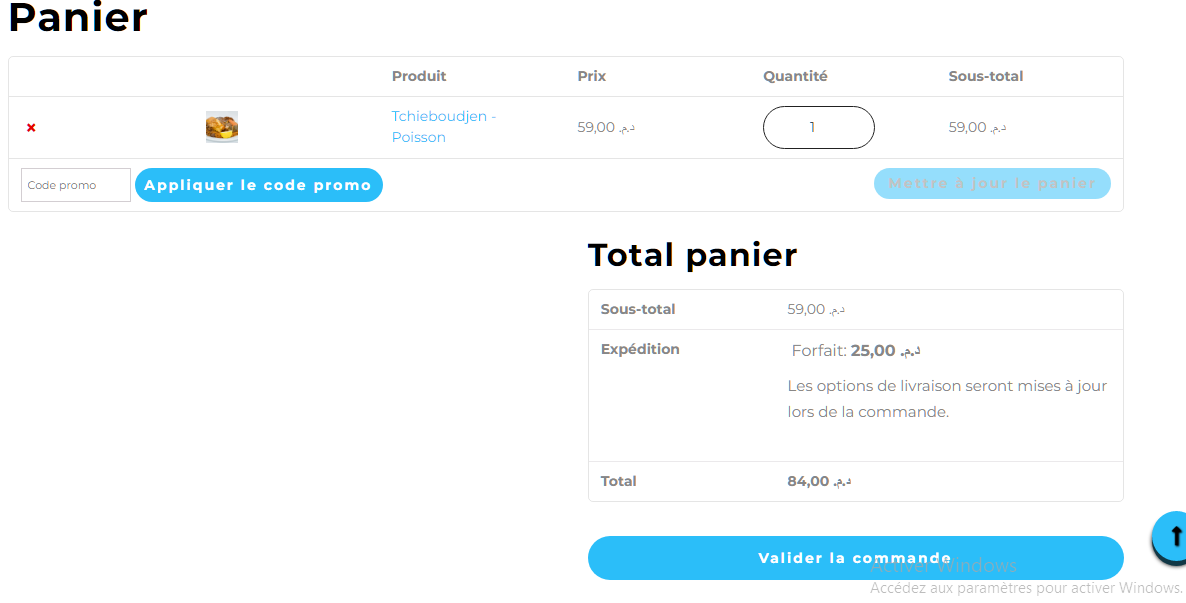 Panier
Produit Prix Quantité Sous-total
× Tchieboudjen - Poisson 59,00 د.م. 1 59,00 د.م.
Code promo Appliquer le code promo Mettre à jour le panier
Total panier
Sous-total 59,00 د.م.
Expédition Forfait: 25,00 د.م.
Les options de livraison seront mises à jour
lors de la commande.
Total 84,00 د.م.
Valider la commande
Activer Windows
Accédez aux paramètres pour activer Windows.